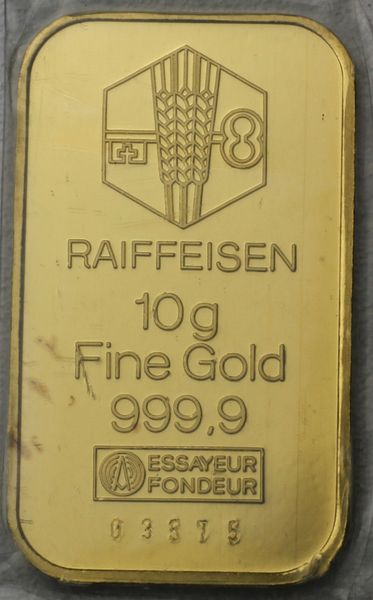 RAIFFEISEN
10g
Fine Gold
999,9
ESSAYEUR
FONDEUR